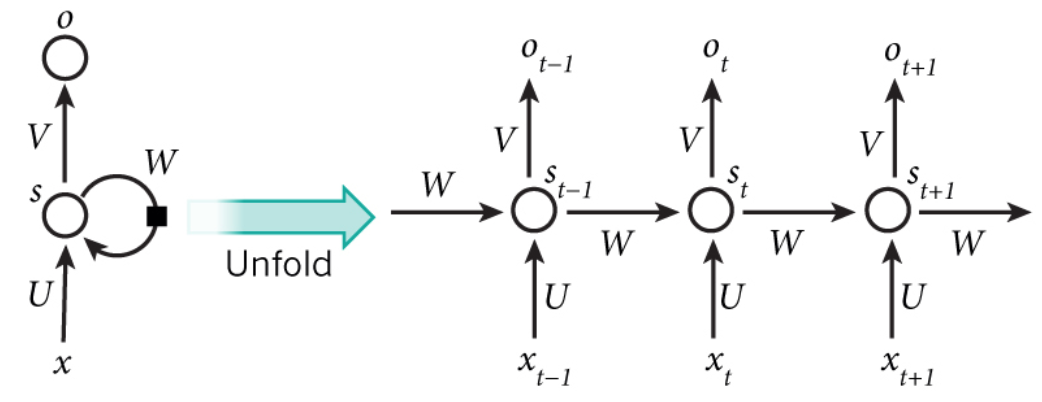 o
V
W
s
U
x
Unfold
o t−1
o t
o t+1
V
V
V
W
s t−1
s t
s t+1
W
W
W
U
U
U
x t−1
x t
x t+1